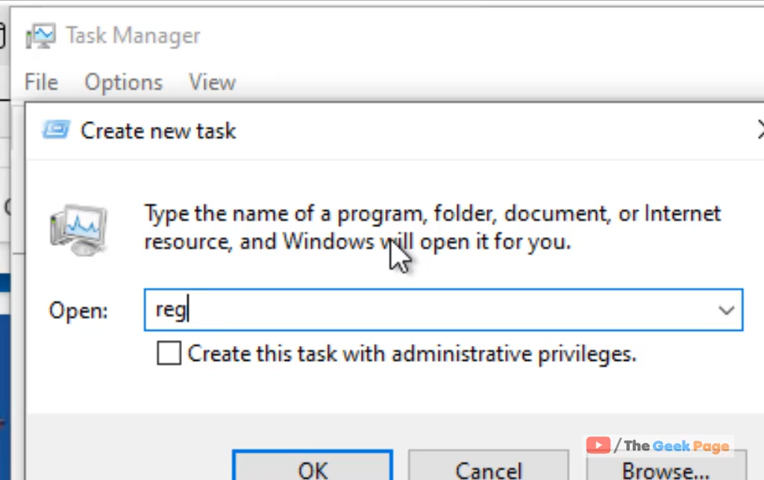 Task Manager
File Options View
Create new task
Type the name of a program, folder, document, or Internet
resource, and Windows will open it for you.
Open: reg
Create this task with administrative privileges.
/ The Geek Page
OK Cancel Browse...